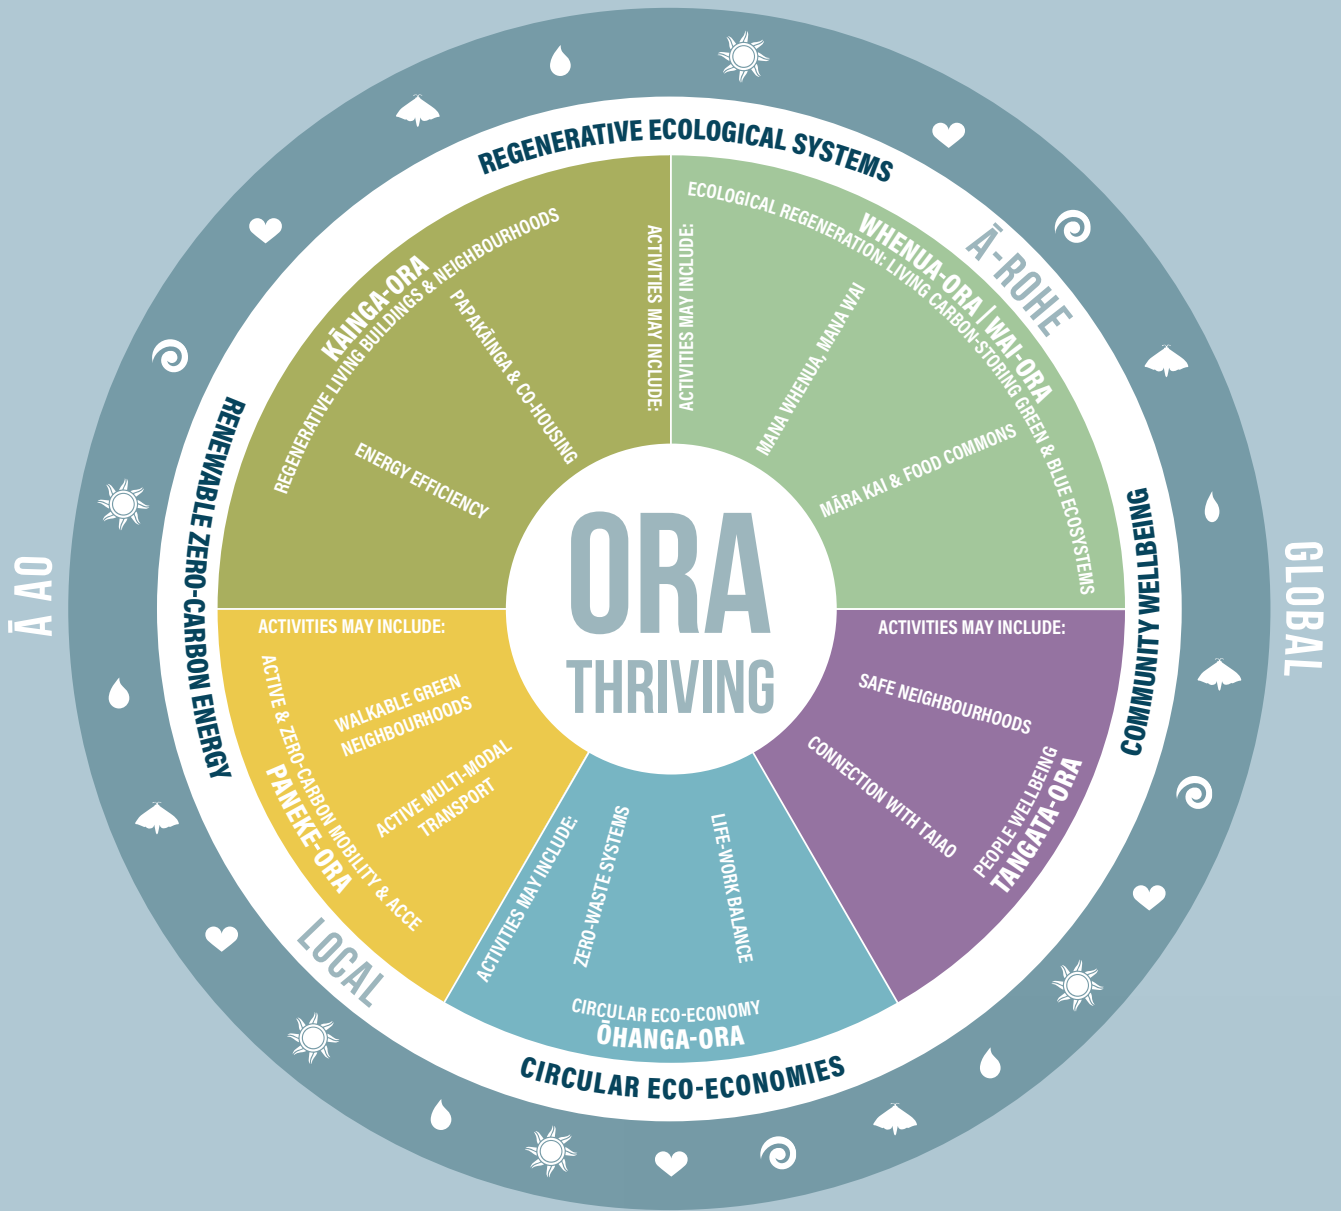 REGENERATIVE ECOLOGICAL SYSTEMS
Ā-ROHE
COMMUNITY WELLBEING
CIRCULAR ECO-ECONOMIES
LOCAL
RENEWABLE ZERO-CARBON ENERGY
Ā AO
GLOBAL
ORA
THRIVING
KĀINGA-ORA
REGENERATIVE LIVING BUILDINGS & NEIGHBOURHOODS
ACTIVITIES MAY INCLUDE:
PAPAKĀINGA & CO-HOUSING
ENERGY EFFICIENCY
WHENUA-ORA | WAI-ORA
ECOLOGICAL REGENERATION: LIVING CARBON-STORING GREEN & BLUE ECOSYSTEMS
ACTIVITIES MAY INCLUDE:
MANA WHENUA, MANA WAI
MĀRA KAI & FOOD COMMONS
ACTIVITIES MAY INCLUDE:
SAFE NEIGHBOURHOODS
CONNECTION WITH TAIAO
PEOPLE WELLBEING
TANGATA-ORA
ACTIVITIES MAY INCLUDE:
ZERO-WASTE SYSTEMS
LIFE-WORK BALANCE
CIRCULAR ECO-ECONOMY
ŌHANGA-ORA
ACTIVITIES MAY INCLUDE:
WALKABLE GREEN
NEIGHBOURHOODS
ACTIVE MULTI-MODAL
TRANSPORT
ACTIVE & ZERO-CARBON MOBILITY & ACCE
PANEKE-ORA